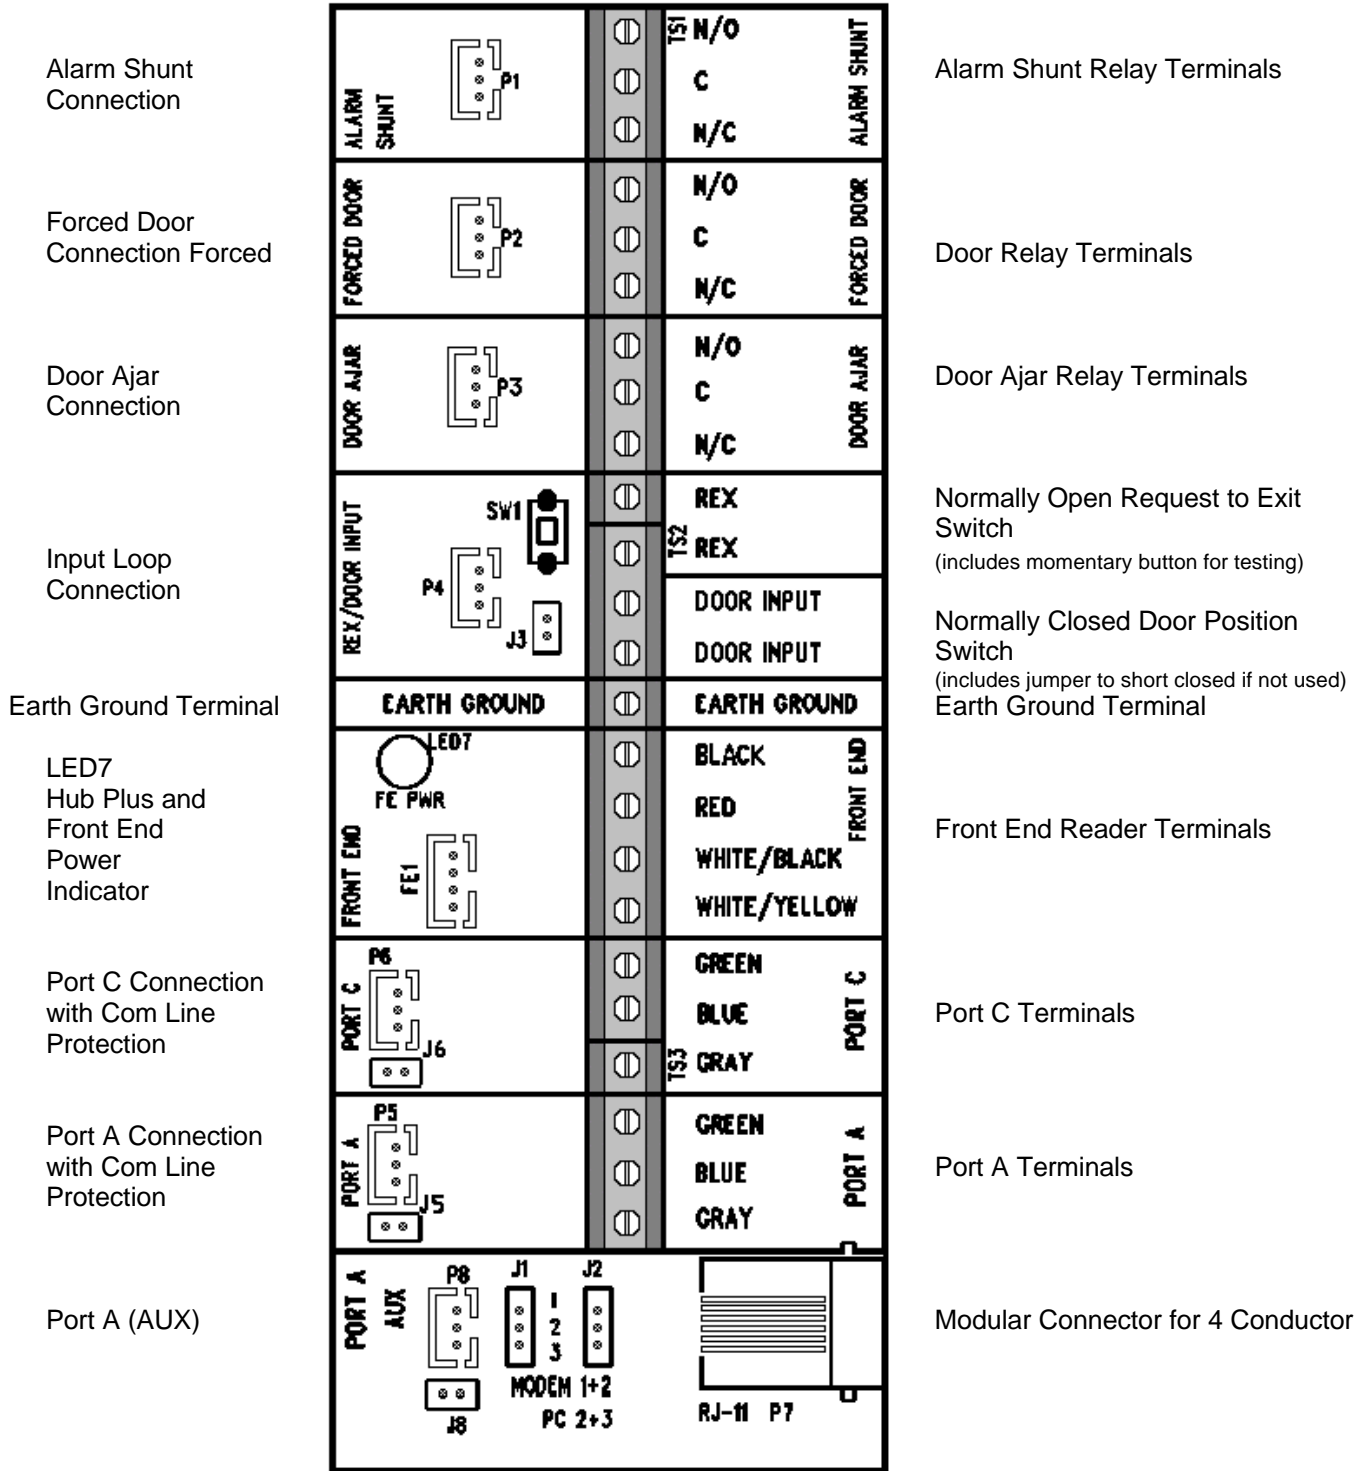 Alarm Shunt
Connection
ALARM
SHUNT
P1
TS1
N/O
C
N/C
ALARM SHUNT
Alarm Shunt Relay Terminals
Forced Door
Connection Forced
FORCED DOOR
P2
N/O
C
N/C
FORCED DOOR
Door Relay Terminals
Door Ajar
Connection
DOOR AJAR
P3
N/O
C
N/C
DOOR AJAR
Door Ajar Relay Terminals
Input Loop
Connection
REX/DOOR INPUT
SW1
P4
J3
REX
TS2
REX
DOOR INPUT
DOOR INPUT
Normally Open Request to Exit
Switch
(includes momentary button for testing)
Normally Closed Door Position
Switch
(includes jumper to short closed if not used)
Earth Ground Terminal
EARTH GROUND
EARTH GROUND
Earth Ground Terminal
LED7
Hub Plus and
Front End
Power
Indicator
LED7
FE PWR
FRONT END
FE1
BLACK
RED
WHITE/BLACK
WHITE/YELLOW
FRONT END
Front End Reader Terminals
Port C Connection
with Com Line
Protection
P6
PORT C
J6
GREEN
BLUE
TS3
GRAY
PORT C
Port C Terminals
Port A Connection
with Com Line
Protection
P5
PORT A
J5
GREEN
BLUE
GRAY
PORT A
Port A Terminals
Port A (AUX)
PORT A
AUX
P8
J8
J1
J2
1
2
3
MODEM 1+2
PC 2+3
RJ-11 P7
Modular Connector for 4 Conductor